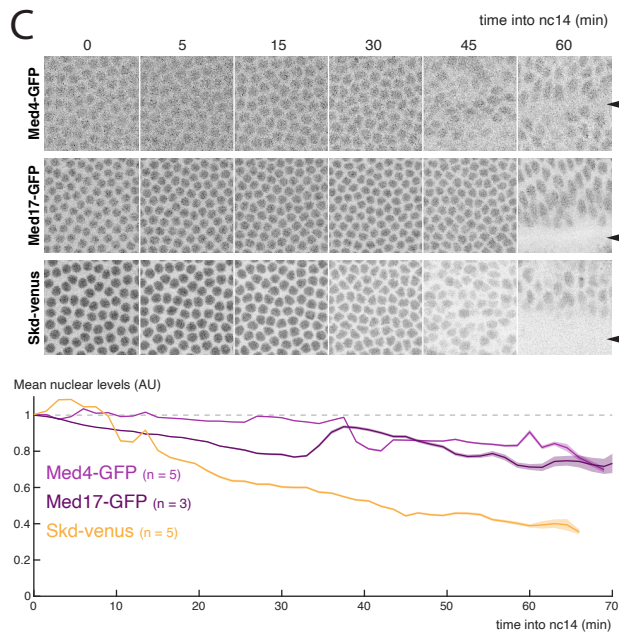 C
time into nc14 (min)
0 5 15 30 45 60
Med4-GFP
Med17-GFP
Skd-venus
Mean nuclear levels (AU)
1
0.8
0.6
0.4
0.2
0
Med4-GFP (n = 5)
Med17-GFP (n = 3)
Skd-venus (n = 5)
0 10 20 30 40 50 60 70
time into nc14 (min)